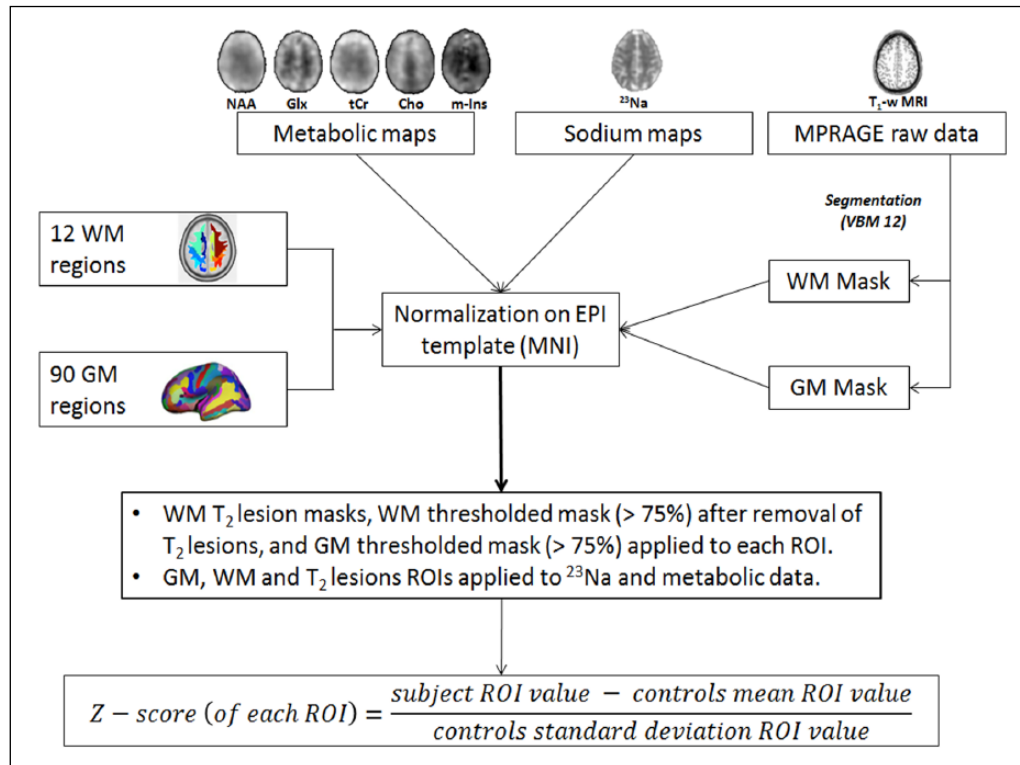 NAA Glx tCr Cho m-Ins
²³Na
T₁-w MRI
Metabolic maps
Sodium maps
MPRAGE raw data
Segmentation
(VBM 12)
12 WM
regions
WM Mask
Normalization on EPI
template (MNI)
90 GM
regions
GM Mask
• WM T₂ lesion masks, WM thresholded mask (> 75%) after removal of
T₂ lesions, and GM thresholded mask (> 75%) applied to each ROI.
• GM, WM and T₂ lesions ROIs applied to ²³Na and metabolic data.
subject ROI value − controls mean ROI value
Z − score (of each ROI) =
controls standard deviation ROI value